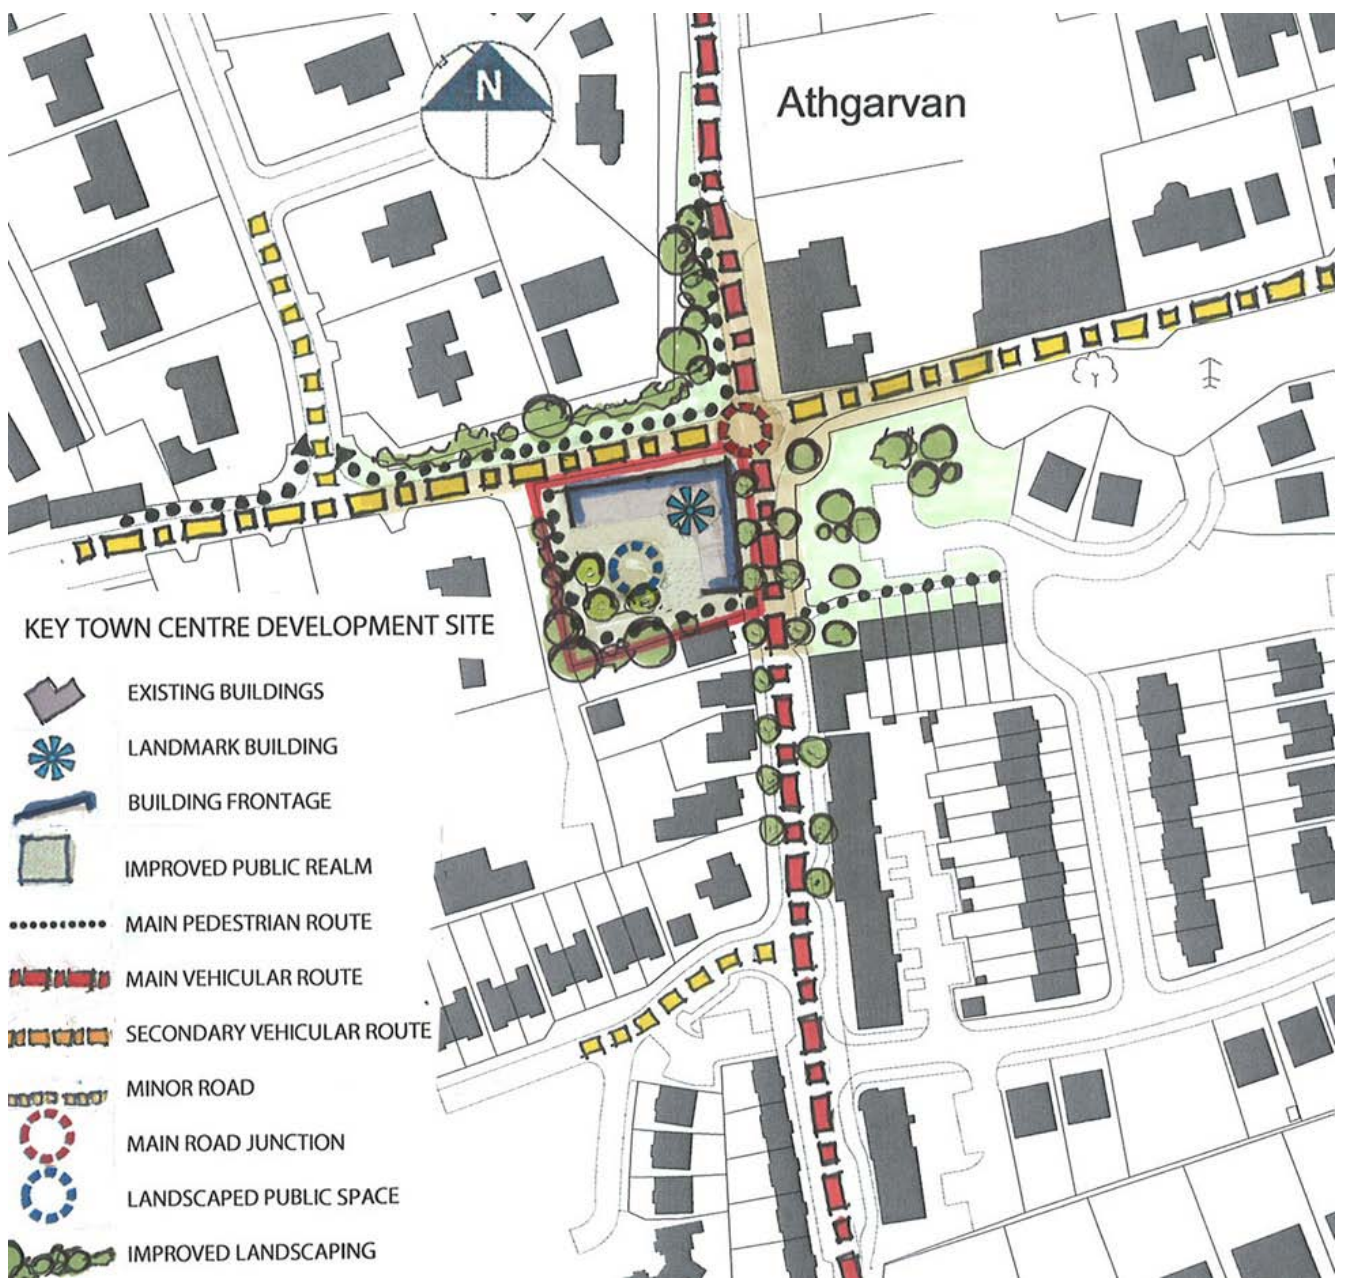 N
Athgarvan
KEY TOWN CENTRE DEVELOPMENT SITE
EXISTING BUILDINGS
LANDMARK BUILDING
BUILDING FRONTAGE
IMPROVED PUBLIC REALM
MAIN PEDESTRIAN ROUTE
MAIN VEHICULAR ROUTE
SECONDARY VEHICULAR ROUTE
MINOR ROAD
MAIN ROAD JUNCTION
LANDSCAPED PUBLIC SPACE
IMPROVED LANDSCAPING